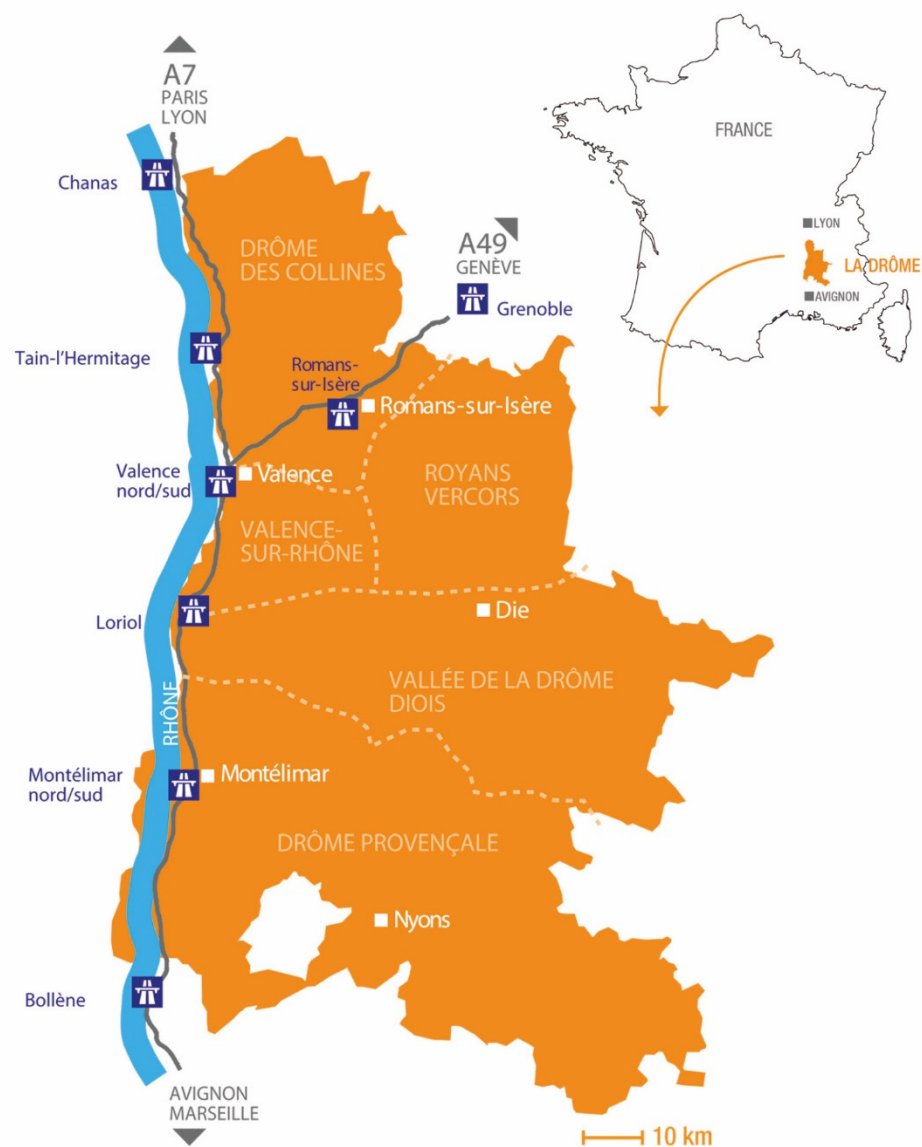 A7
PARIS
LYON
FRANCE
LYON
LA DRÔME
AVIGNON
Chanas
DRÔME
DES COLLINES
A49
GENÈVE
Grenoble
Tain-l'Hermitage
Romans-
sur-Isère
Romans-sur-Isère
Valence
nord/sud
Valence
ROYANS
VERCORS
VALENCE-
SUR-RHÔNE
Loriol
Die
VALLÉE DE LA DRÔME
DIOIS
RHÔNE
Montélimar
nord/sud
Montélimar
DRÔME PROVENÇALE
Nyons
Bollène
AVIGNON
MARSEILLE
10 km